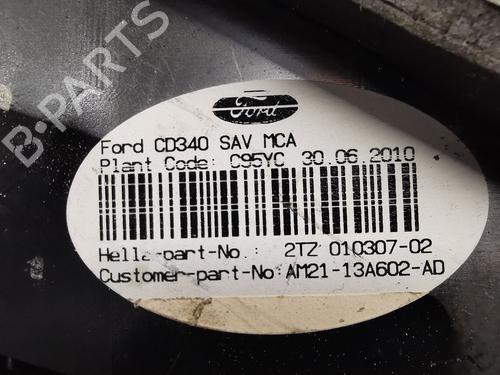 B-PARTS
Ford
Ford CD340 SAV MCA
Plant Code: C95YC 30.06.2010
Hella-part-No.: 2TZ 010307-02
Customer-part-No: AM21-13A602-AD